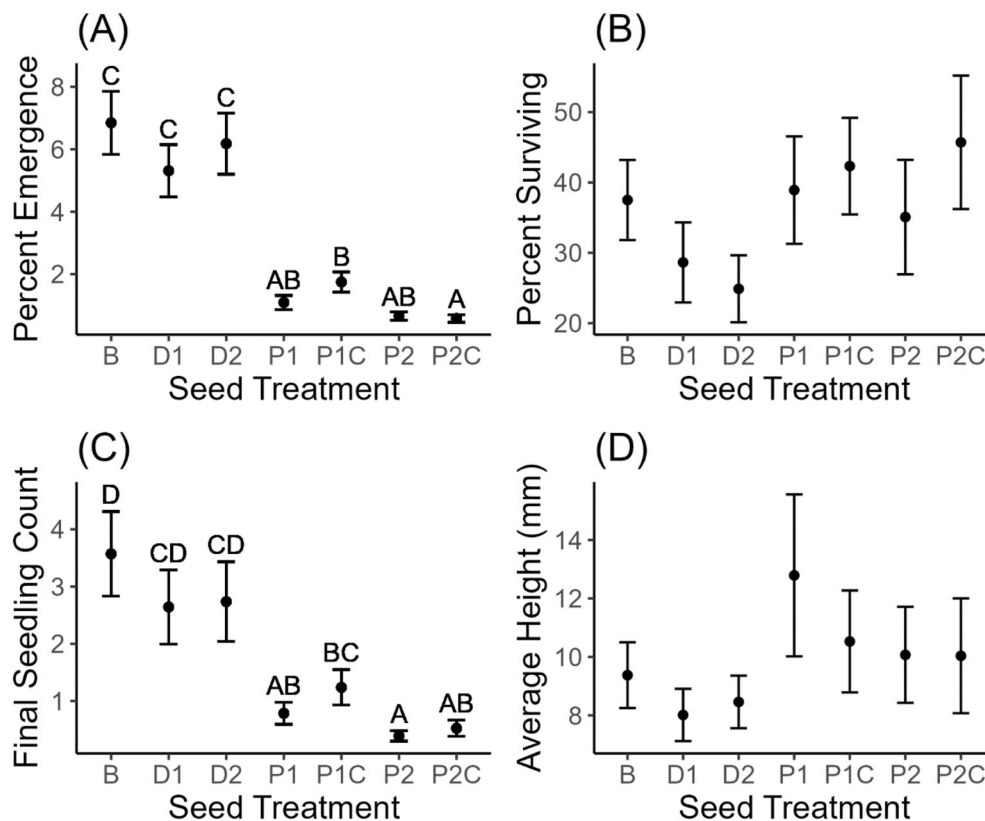 (A)
Percent Emergence
8
6
4
2
C
C
C
AB
B
AB
A
B D1 D2 P1 P1C P2 P2C
Seed Treatment
(B)
Percent Surviving
50
40
30
20
B D1 D2 P1 P1C P2 P2C
Seed Treatment
(C)
Final Seedling Count
4
3
2
1
D
CD
CD
AB
BC
A
AB
B D1 D2 P1 P1C P2 P2C
Seed Treatment
(D)
Average Height (mm)
14
12
10
8
B D1 D2 P1 P1C P2 P2C
Seed Treatment